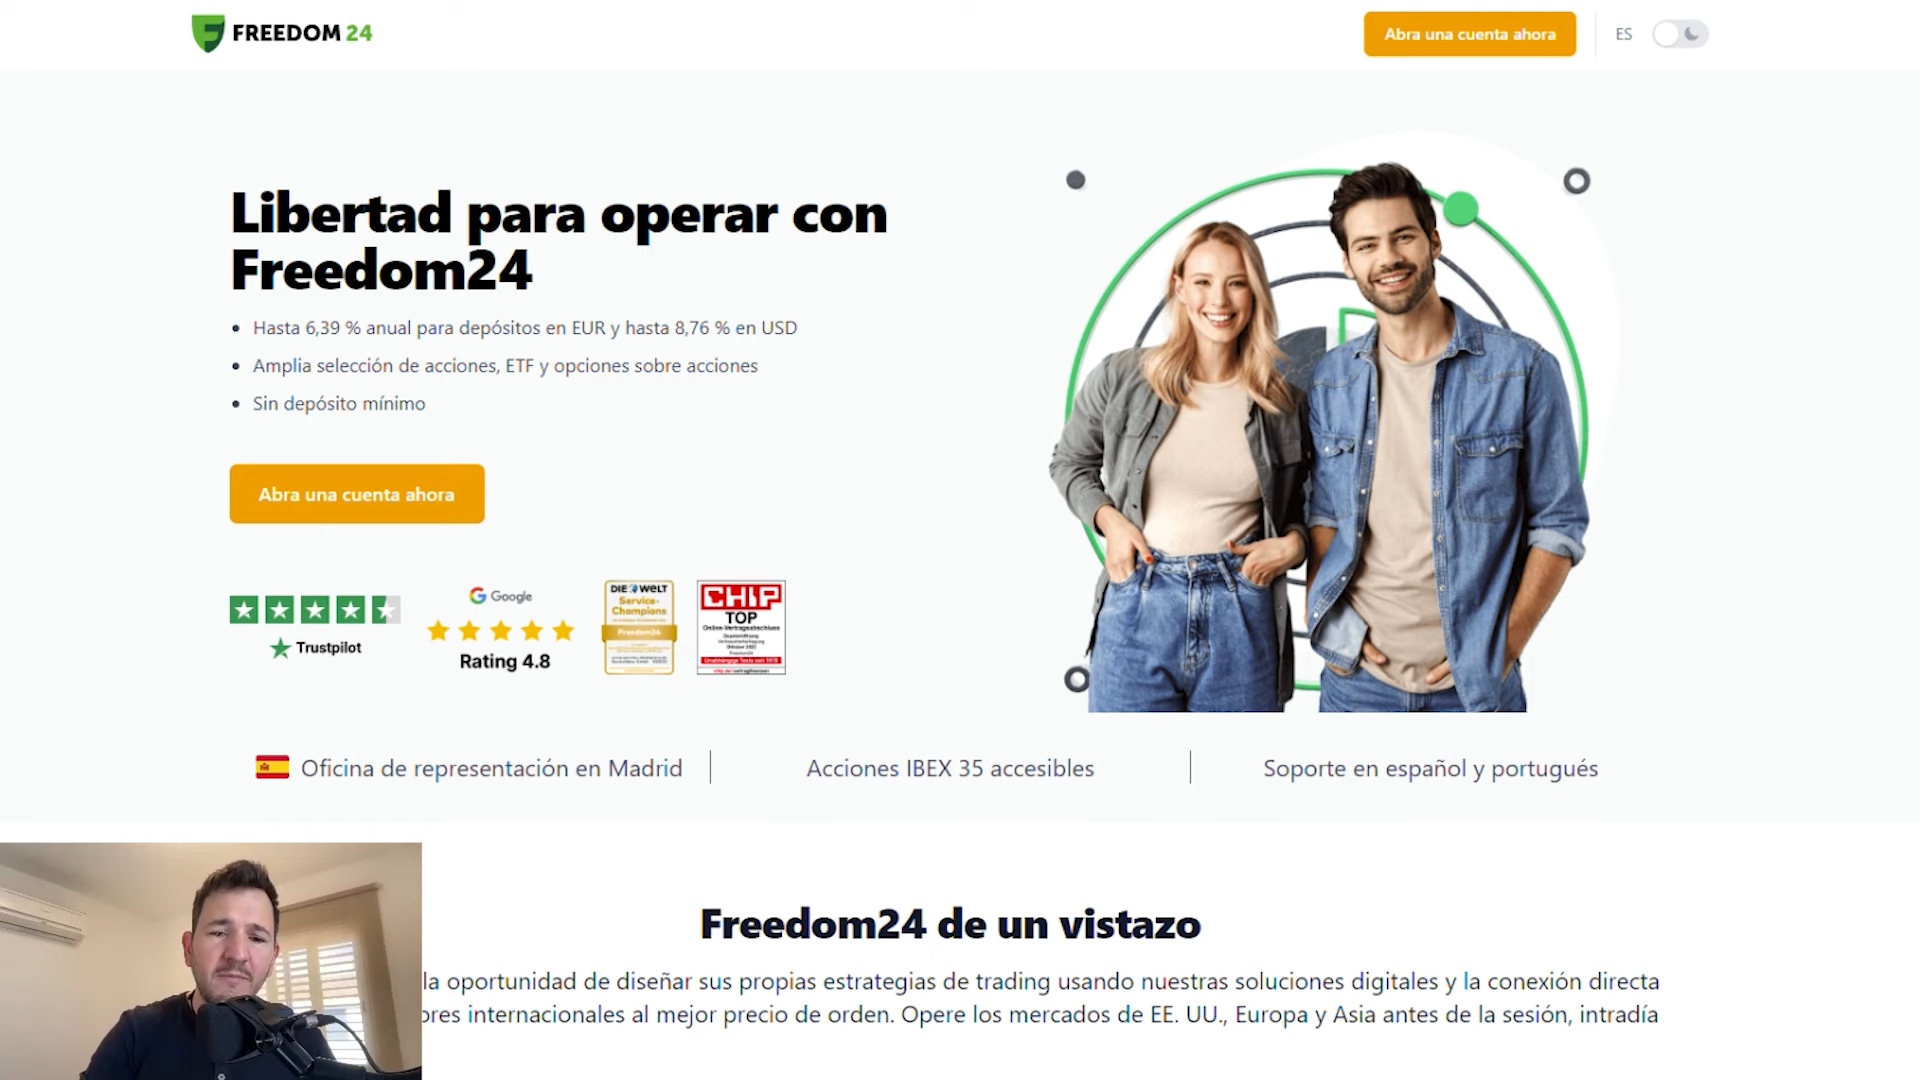 FREEDOM 24
Abra una cuenta ahora
ES
Libertad para operar con
Freedom24
Hasta 6,39 % anual para depósitos en EUR y hasta 8,76 % en USD
Amplia selección de acciones, ETF y opciones sobre acciones
Sin depósito mínimo
Abra una cuenta ahora
Trustpilot
Google
Rating 4.8
DIE WELT
Service-
Champions
Freedom24
CHIP
TOP
Online-Vertragsabschluss
Oficina de representación en Madrid
Acciones IBEX 35 accesibles
Soporte en español y portugués
Freedom24 de un vistazo
la oportunidad de diseñar sus propias estrategias de trading usando nuestras soluciones digitales y la conexión directa
ores internacionales al mejor precio de orden. Opere los mercados de EE. UU., Europa y Asia antes de la sesión, intradía